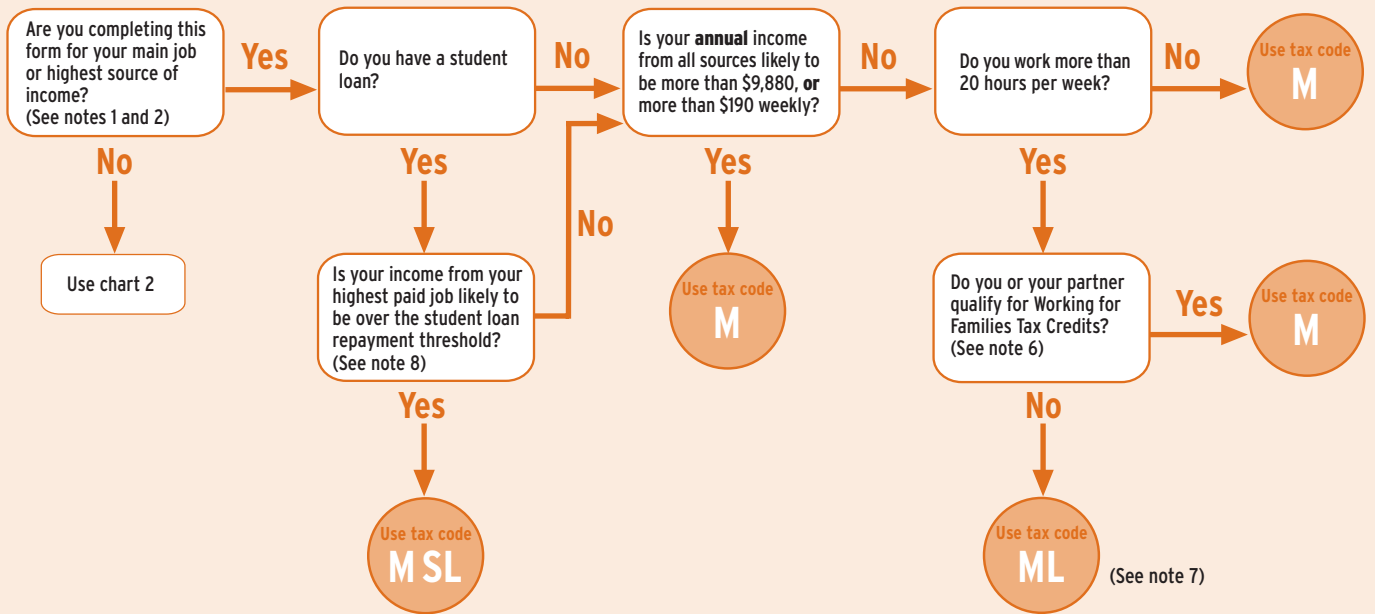 Are you completing this
form for your main job
or highest source of
income?
(See notes 1 and 2)
Yes
Do you have a student
loan?
No
Is your annual income
from all sources likely to
be more than $9,880, or
more than $190 weekly?
No
Do you work more than
20 hours per week?
No
Use tax code
M
No
Yes
Yes
Yes
No
Use chart 2
Is your income from your
highest paid job likely to
be over the student loan
repayment threshold?
(See note 8)
Use tax code
M
Do you or your partner
qualify for Working for
Families Tax Credits?
(See note 6)
Yes
Use tax code
M
Yes
No
Use tax code
M SL
Use tax code
ML
(See note 7)